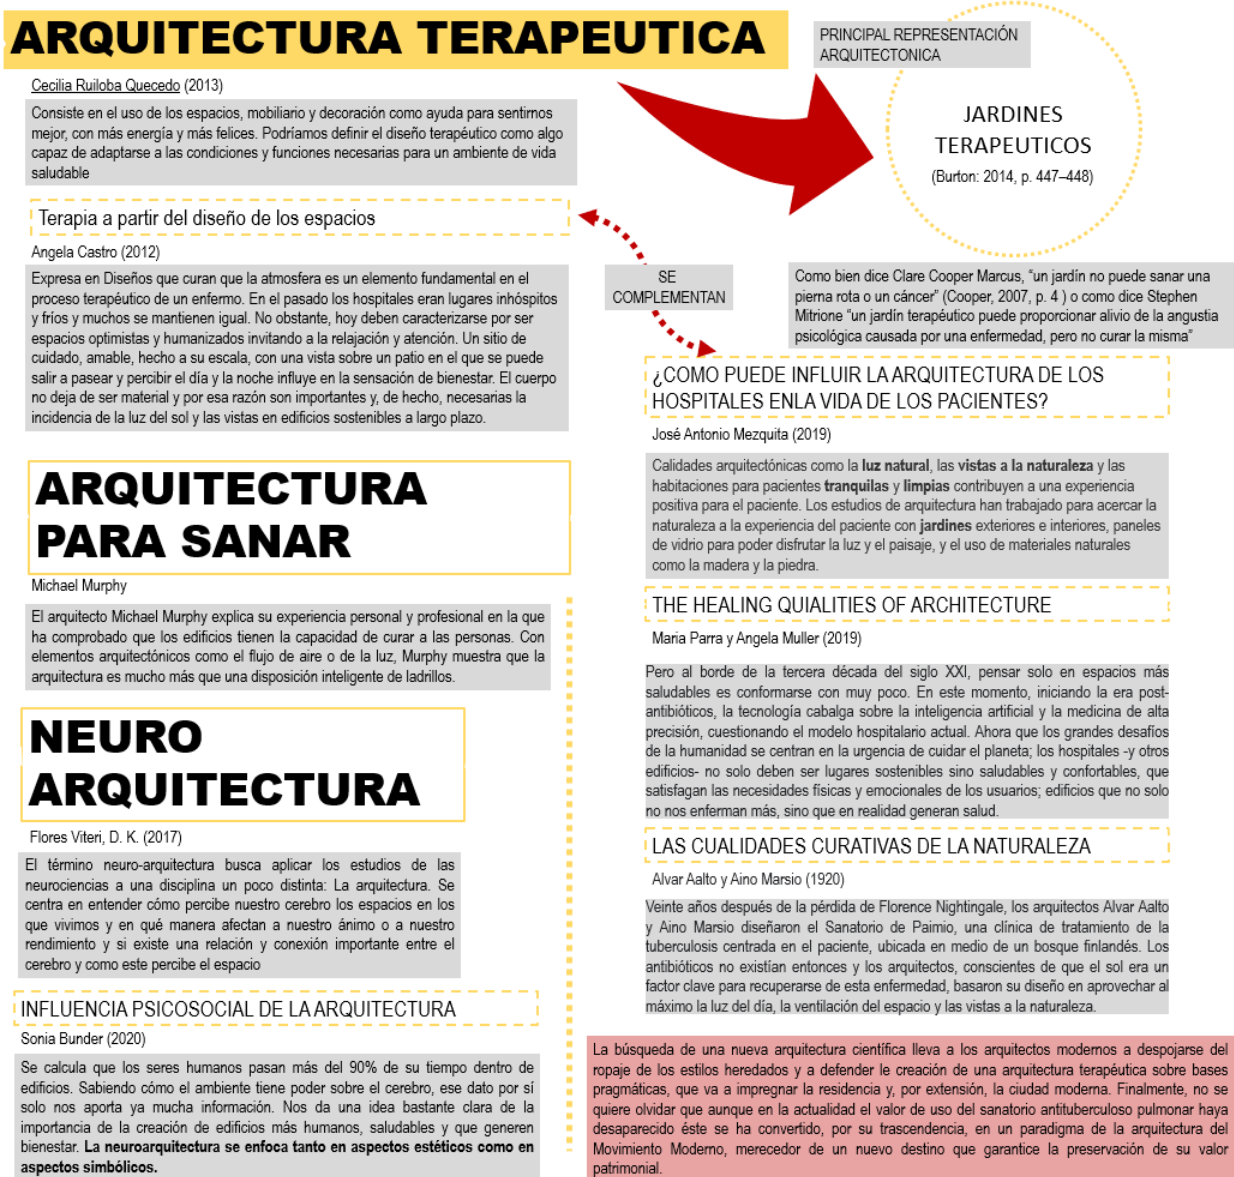 ARQUITECTURA TERAPEUTICA
Cecilia Ruiloba Quecedo (2013)
Consiste en el uso de los espacios, mobiliario y decoración como ayuda para sentirnos
mejor, con más energía y más felices. Podríamos definir el diseño terapéutico como algo
capaz de adaptarse a las condiciones y funciones necesarias para un ambiente de vida
saludable
Terapia a partir del diseño de los espacios
Angela Castro (2012)
Expresa en Diseños que curan que la atmosfera es un elemento fundamental en el
proceso terapéutico de un enfermo. En el pasado los hospitales eran lugares inhóspitos
y fríos y muchos se mantienen igual. No obstante, hoy deben caracterizarse por ser
espacios optimistas y humanizados invitando a la relajación y atención. Un sitio de
cuidado, amable, hecho a su escala, con una vista sobre un patio en el que se puede
salir a pasear y percibir el día y la noche influye en la sensación de bienestar. El cuerpo
no deja de ser material y por esa razón son importantes y, de hecho, necesarias la
incidencia de la luz del sol y las vistas en edificios sostenibles a largo plazo.
ARQUITECTURA
PARA SANAR
Michael Murphy
El arquitecto Michael Murphy explica su experiencia personal y profesional en la que
ha comprobado que los edificios tienen la capacidad de curar a las personas. Con
elementos arquitectónicos como el flujo de aire o de la luz, Murphy muestra que la
arquitectura es mucho más que una disposición inteligente de ladrillos.
NEURO
ARQUITECTURA
Flores Viteri, D. K. (2017)
El término neuro-arquitectura busca aplicar los estudios de las
neurociencias a una disciplina un poco distinta: La arquitectura. Se
centra en entender cómo percibe nuestro cerebro los espacios en los
que vivimos y en qué manera afectan a nuestro ánimo o a nuestro
rendimiento y si existe una relación y conexión importante entre el
cerebro y como este percibe el espacio
INFLUENCIA PSICOSOCIAL DE LA ARQUITECTURA
Sonia Bunder (2020)
Se calcula que los seres humanos pasan más del 90% de su tiempo dentro de
edificios. Sabiendo cómo el ambiente tiene poder sobre el cerebro, ese dato por sí
solo nos aporta ya mucha información. Nos da una idea bastante clara de la
importancia de la creación de edificios más humanos, saludables y que generen
bienestar. La neuroarquitectura se enfoca tanto en aspectos estéticos como en
aspectos simbólicos.
PRINCIPAL REPRESENTACIÓN
ARQUITECTONICA
JARDINES
TERAPEUTICOS
(Burton: 2014, p. 447–448)
SE
COMPLEMENTAN
Como bien dice Clare Cooper Marcus, “un jardín no puede sanar una
pierna rota o un cáncer” (Cooper, 2007, p. 4 ) o como dice Stephen
Mitrione “un jardín terapéutico puede proporcionar alivio de la angustia
psicológica causada por una enfermedad, pero no curar la misma”
¿COMO PUEDE INFLUIR LA ARQUITECTURA DE LOS
HOSPITALES ENLA VIDA DE LOS PACIENTES?
José Antonio Mezquita (2019)
Calidades arquitectónicas como la luz natural, las vistas a la naturaleza y las
habitaciones para pacientes tranquilas y limpias contribuyen a una experiencia
positiva para el paciente. Los estudios de arquitectura han trabajado para acercar la
naturaleza a la experiencia del paciente con jardines exteriores e interiores, paneles
de vidrio para poder disfrutar la luz y el paisaje, y el uso de materiales naturales
como la madera y la piedra.
THE HEALING QUIALITIES OF ARCHITECTURE
Maria Parra y Angela Muller (2019)
Pero al borde de la tercera década del siglo XXI, pensar solo en espacios más
saludables es conformarse con muy poco. En este momento, iniciando la era post-
antibióticos, la tecnología cabalga sobre la inteligencia artificial y la medicina de alta
precisión, cuestionando el modelo hospitalario actual. Ahora que los grandes desafíos
de la humanidad se centran en la urgencia de cuidar el planeta; los hospitales -y otros
edificios- no solo deben ser lugares sostenibles sino saludables y confortables, que
satisfagan las necesidades físicas y emocionales de los usuarios; edificios que no solo
no nos enferman más, sino que en realidad generan salud.
LAS CUALIDADES CURATIVAS DE LA NATURALEZA
Alvar Aalto y Aino Marsio (1920)
Veinte años después de la pérdida de Florence Nightingale, los arquitectos Alvar Aalto
y Aino Marsio diseñaron el Sanatorio de Paimio, una clínica de tratamiento de la
tuberculosis centrada en el paciente, ubicada en medio de un bosque finlandés. Los
antibióticos no existían entonces y los arquitectos, conscientes de que el sol era un
factor clave para recuperarse de esta enfermedad, basaron su diseño en aprovechar al
máximo la luz del día, la ventilación del espacio y las vistas a la naturaleza.
La búsqueda de una nueva arquitectura científica lleva a los arquitectos modernos a despojarse del
ropaje de los estilos heredados y a defender le creación de una arquitectura terapéutica sobre bases
pragmáticas, que va a impregnar la residencia y, por extensión, la ciudad moderna. Finalmente, no se
quiere olvidar que aunque en la actualidad el valor de uso del sanatorio antituberculoso pulmonar haya
desaparecido éste se ha convertido, por su trascendencia, en un paradigma de la arquitectura del
Movimiento Moderno, merecedor de un nuevo destino que garantice la preservación de su valor
patrimonial.